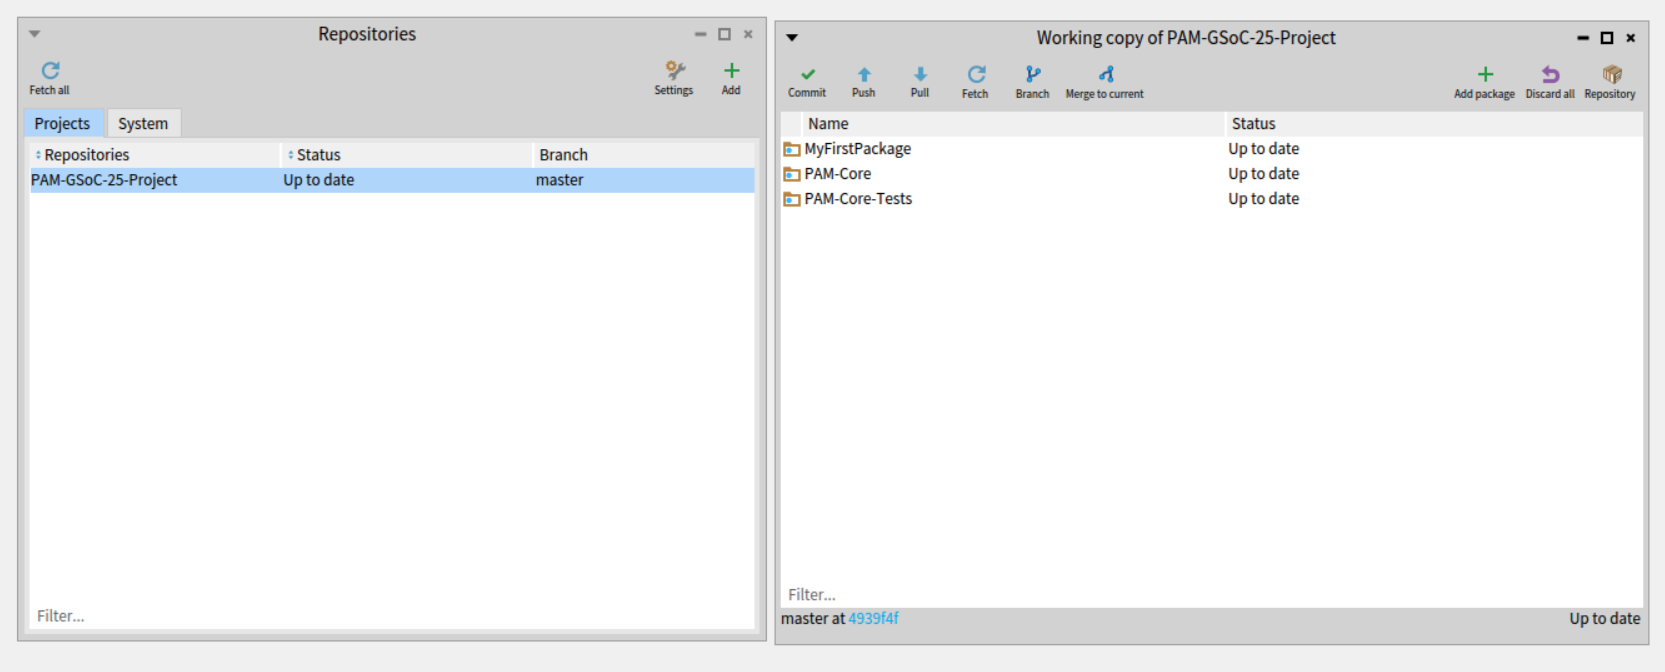 Repositories
Fetch all
Settings
Add
Projects
System
Repositories
Status
Branch
PAM-GSoC-25-Project
Up to date
master
Filter...
Working copy of PAM-GSoC-25-Project
Commit
Push
Pull
Fetch
Branch
Merge to current
Add package
Discard all
Repository
Name
Status
MyFirstPackage
Up to date
PAM-Core
Up to date
PAM-Core-Tests
Up to date
Filter...
master at 4939f4f
Up to date